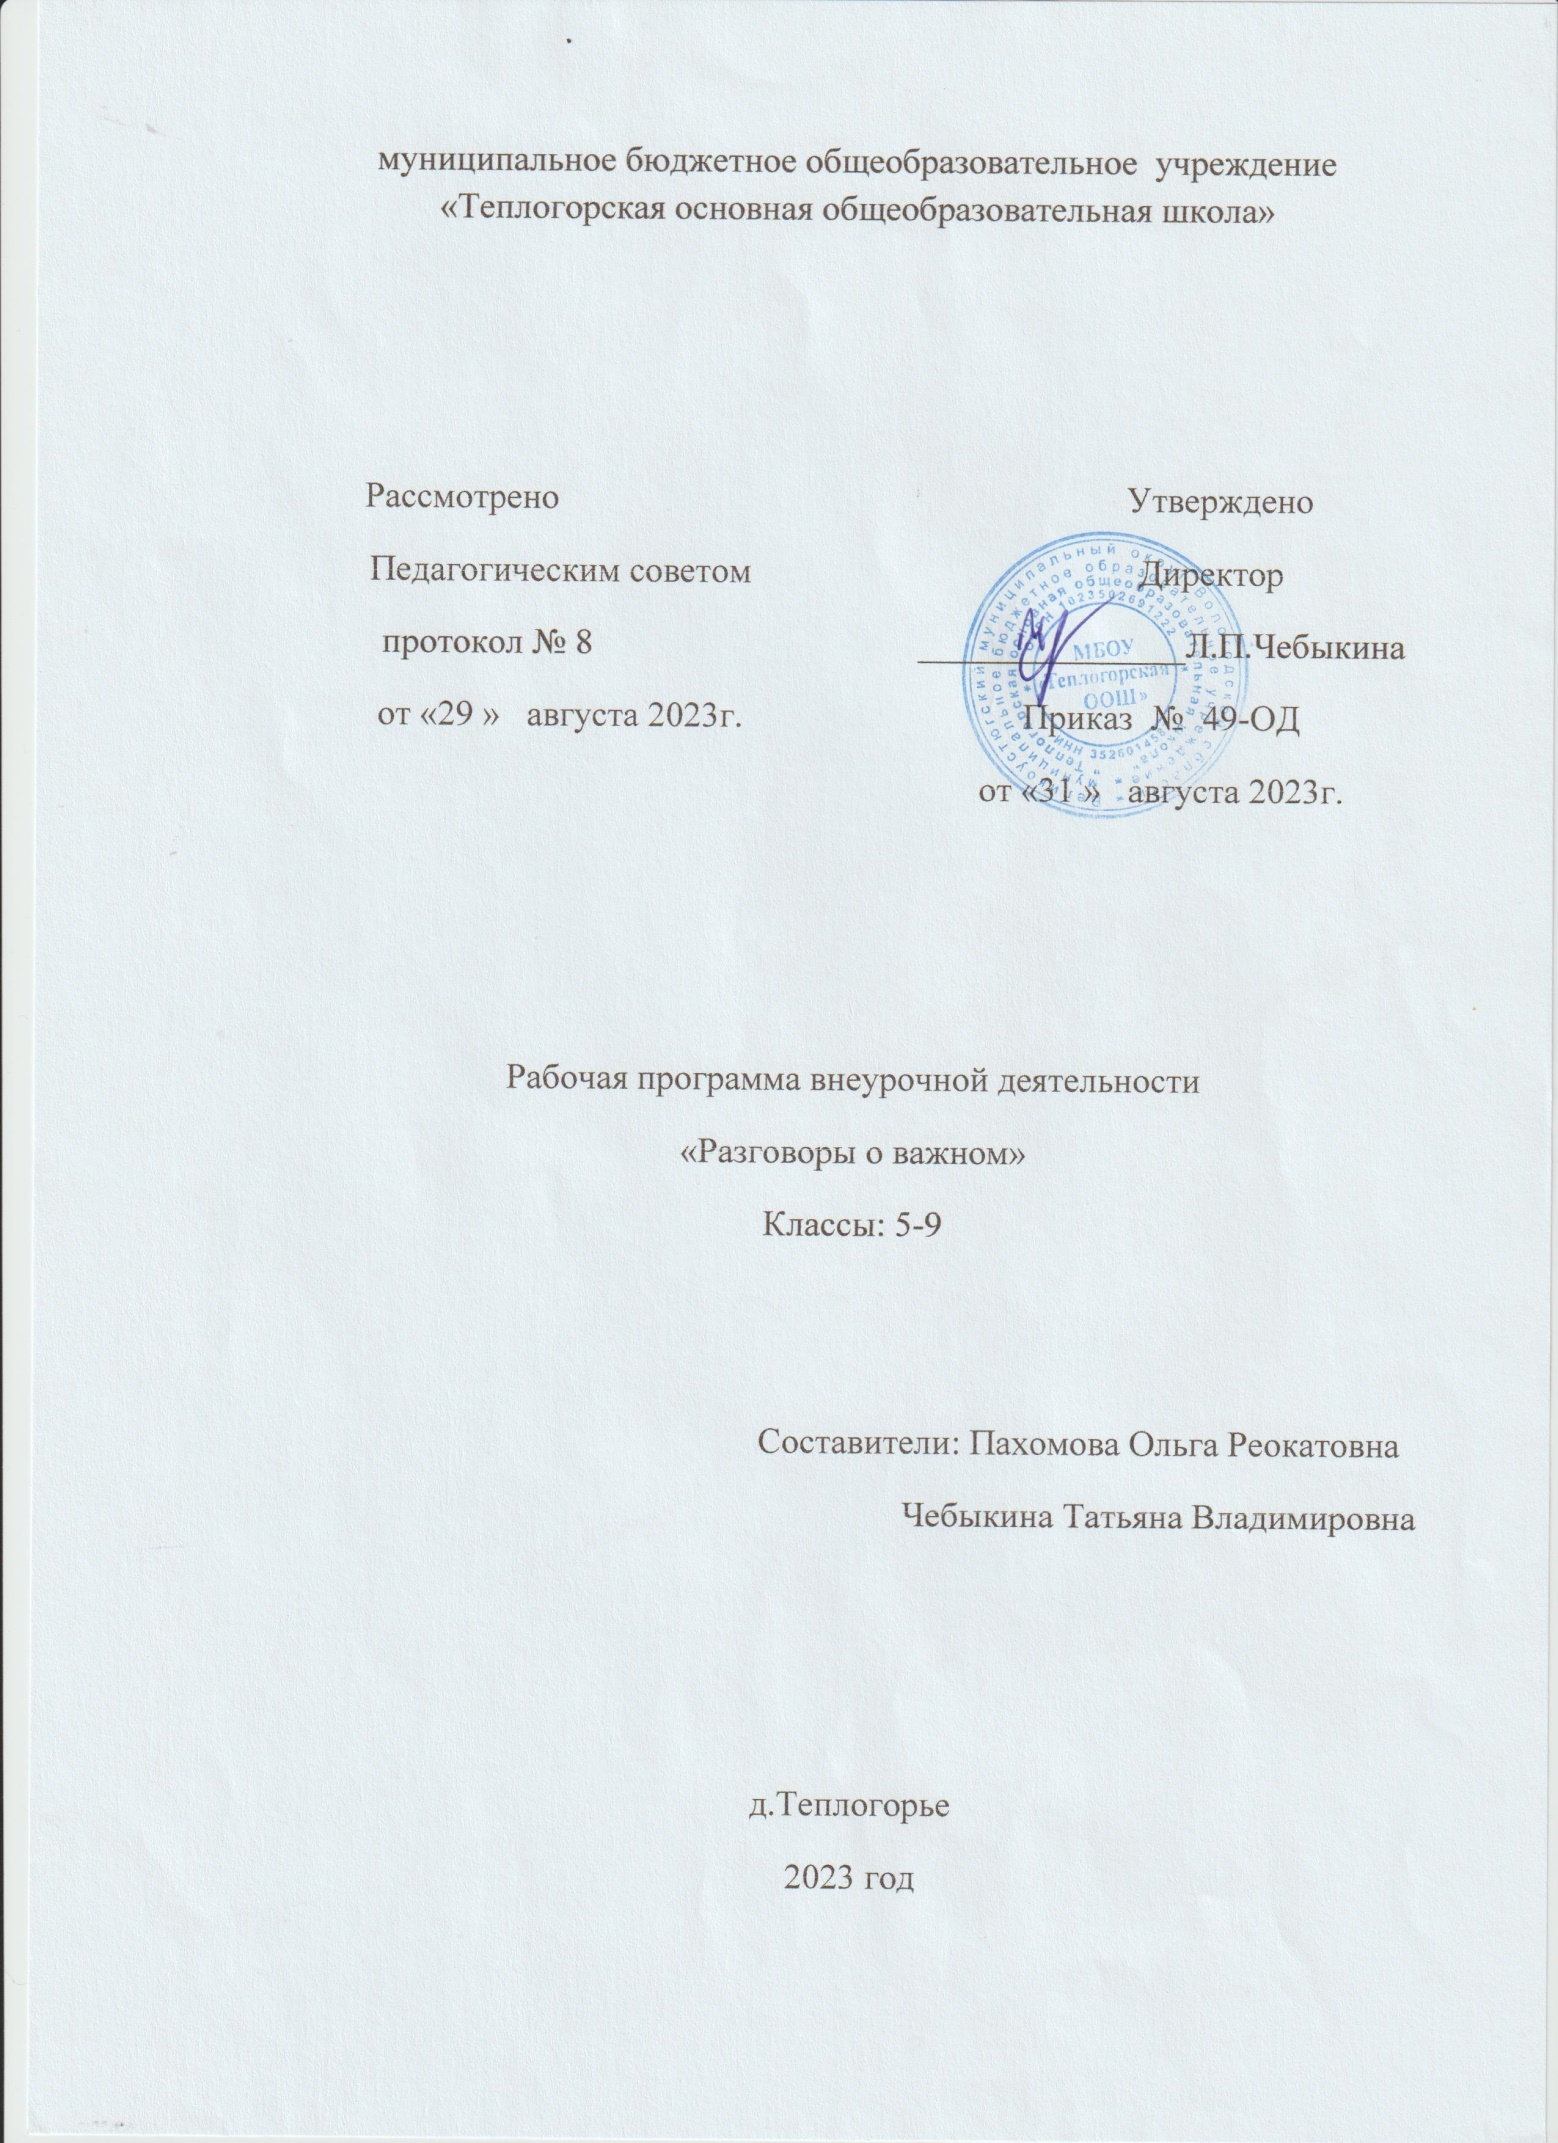 муниципальное бюджетное общеобразовательное учреждение
«Теплогорская основная общеобразовательная школа»
Рассмотрено
Педагогическим советом
протокол № 8
от «29 » августа 2023г.
Утверждено
Директор
Л.П.Чебыкина
Приказ № 49-ОД
от «31 » августа 2023г.
МБОУ
«Теплогорская
ООШ»
Рабочая программа внеурочной деятельности
«Разговоры о важном»
Классы: 5-9
Составители: Пахомова Ольга Реокатовна
Чебыкина Татьяна Владимировна
д.Теплогорье
2023 год